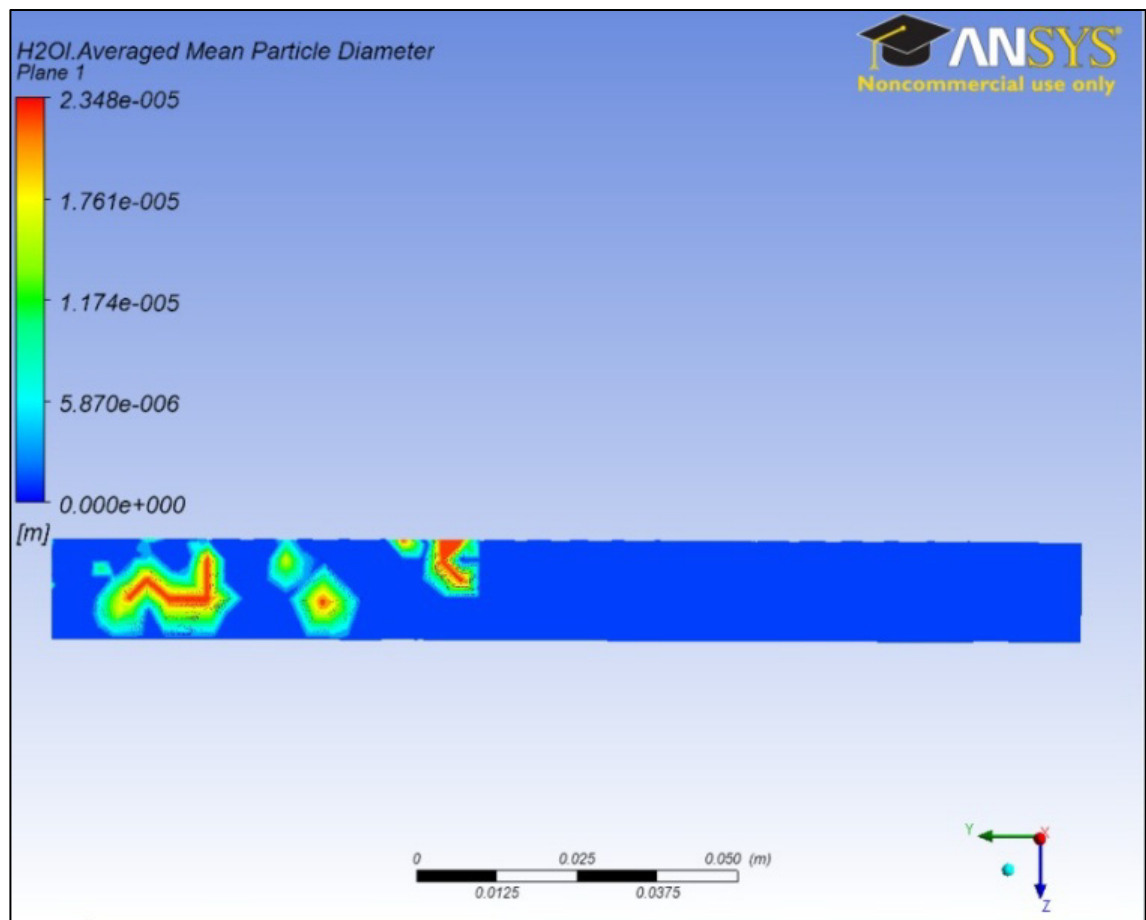 H2Ol.Averaged Mean Particle Diameter
Plane 1
ANSYS
Noncommercial use only
2.348e-005
1.761e-005
1.174e-005
5.870e-006
0.000e+000
[m]
0 0.025 0.050 (m)
0.0125 0.0375
Y X
Z